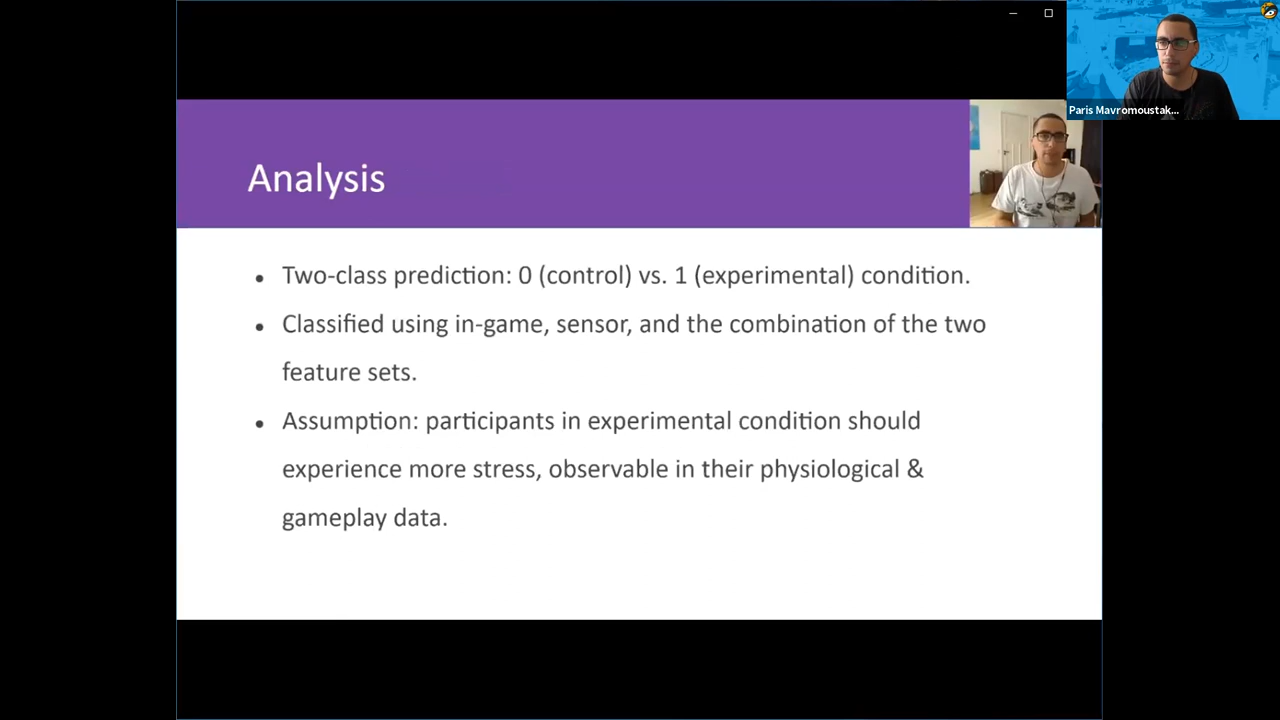 Paris Mavromoustak...
Analysis
• Two-class prediction: 0 (control) vs. 1 (experimental) condition.
• Classified using in-game, sensor, and the combination of the two
feature sets.
• Assumption: participants in experimental condition should
experience more stress, observable in their physiological &
gameplay data.